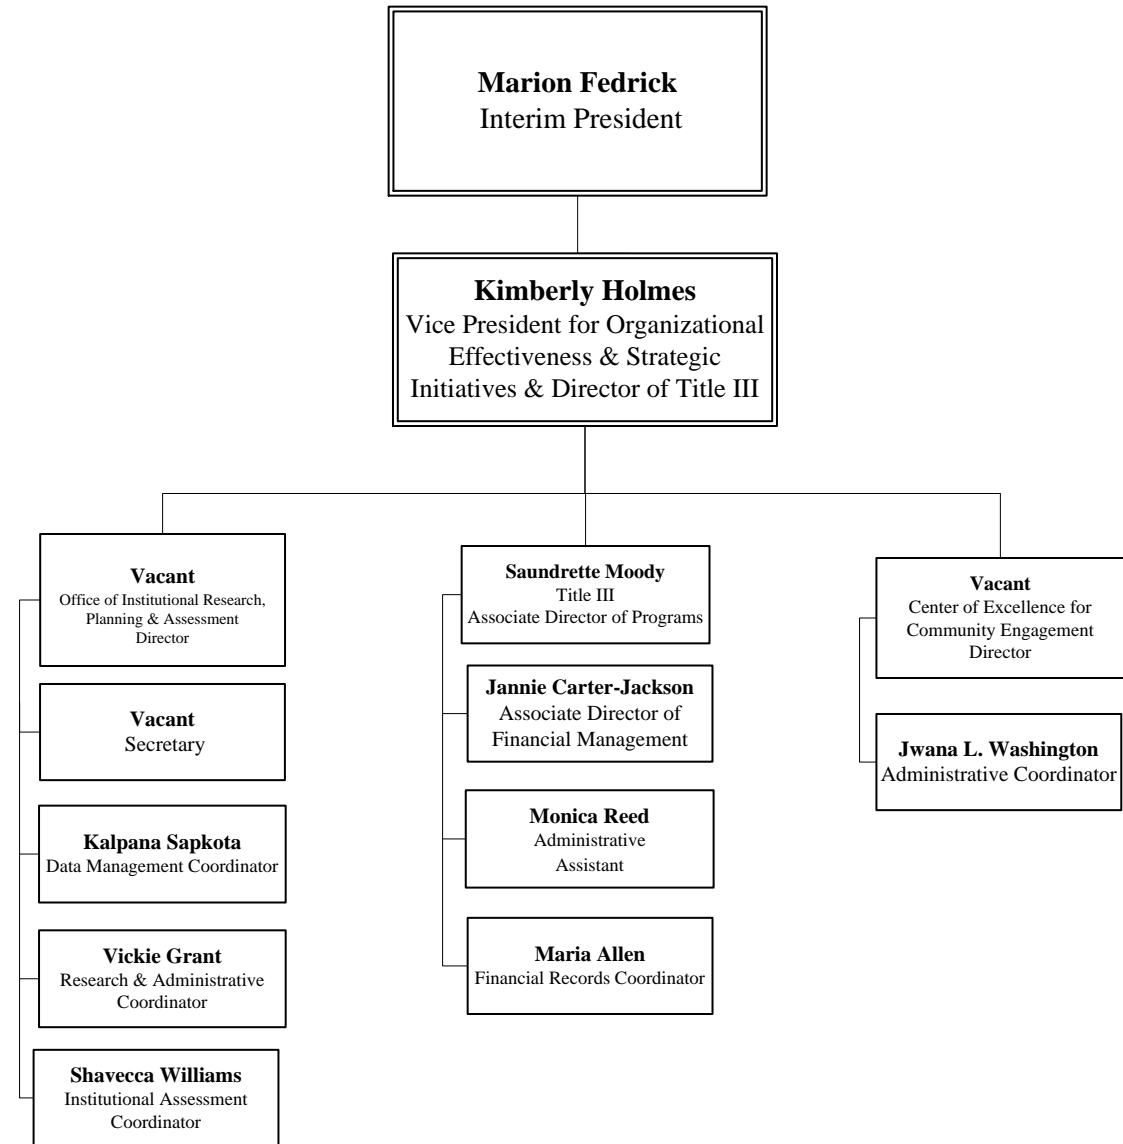 Marion Fedrick
Interim President
Kimberly Holmes
Vice President for Organizational
Effectiveness & Strategic
Initiatives & Director of Title III
Vacant
Office of Institutional Research,
Planning & Assessment
Director
Vacant
Secretary
Kalpana Sapkota
Data Management Coordinator
Vickie Grant
Research & Administrative
Coordinator
Shavecca Williams
Institutional Assessment
Coordinator
Saundrette Moody
Title III
Associate Director of Programs
Jannie Carter-Jackson
Associate Director of
Financial Management
Monica Reed
Administrative
Assistant
Maria Allen
Financial Records Coordinator
Vacant
Center of Excellence for
Community Engagement
Director
Jwana L. Washington
Administrative Coordinator